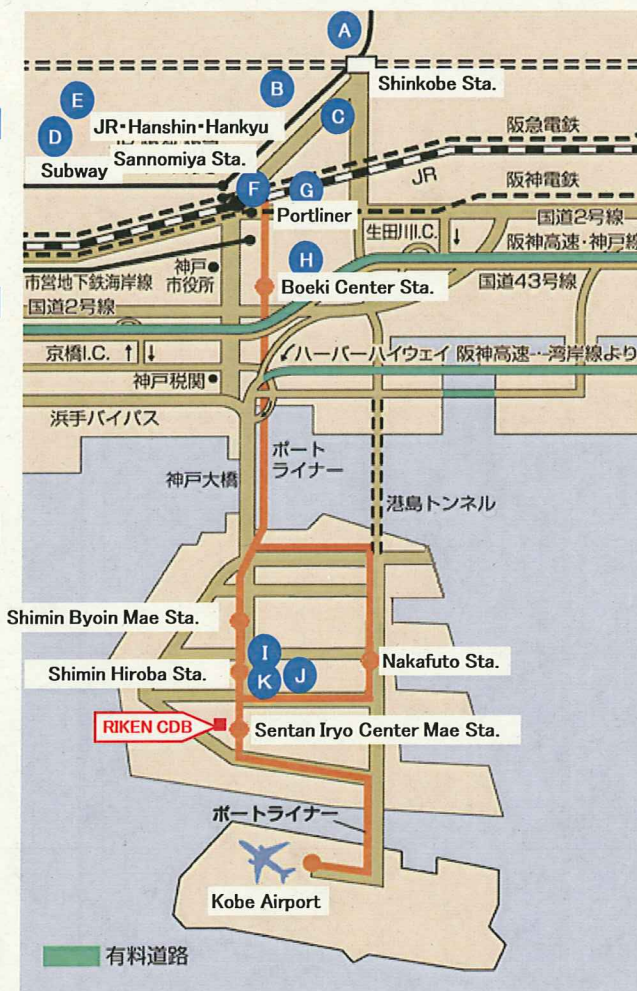 A
Shinkobe Sta.
B
E
C
JR・Hanshin・Hankyu
D
Sannomiya Sta.
Subway
阪急電鉄
F
G
JR
阪神電鉄
Portliner
国道2号線
生田川I.C.
↓
阪神高速・神戸線
H
神戸
市役所
市営地下鉄海岸線
Boeki Center Sta.
国道43号線
国道2号線
京橋I.C.
↑
↓
ハーバーハイウェイ
阪神高速…湾岸線より
神戸税関
浜手バイパス
ポート
ライナー
神戸大橋
港島トンネル
Shimin Byoin Mae Sta.
I
Shimin Hiroba Sta.
K
J
Nakafuto Sta.
RIKEN CDB
Sentan Iryo Center Mae Sta.
ポートライナー
Kobe Airport
有料道路